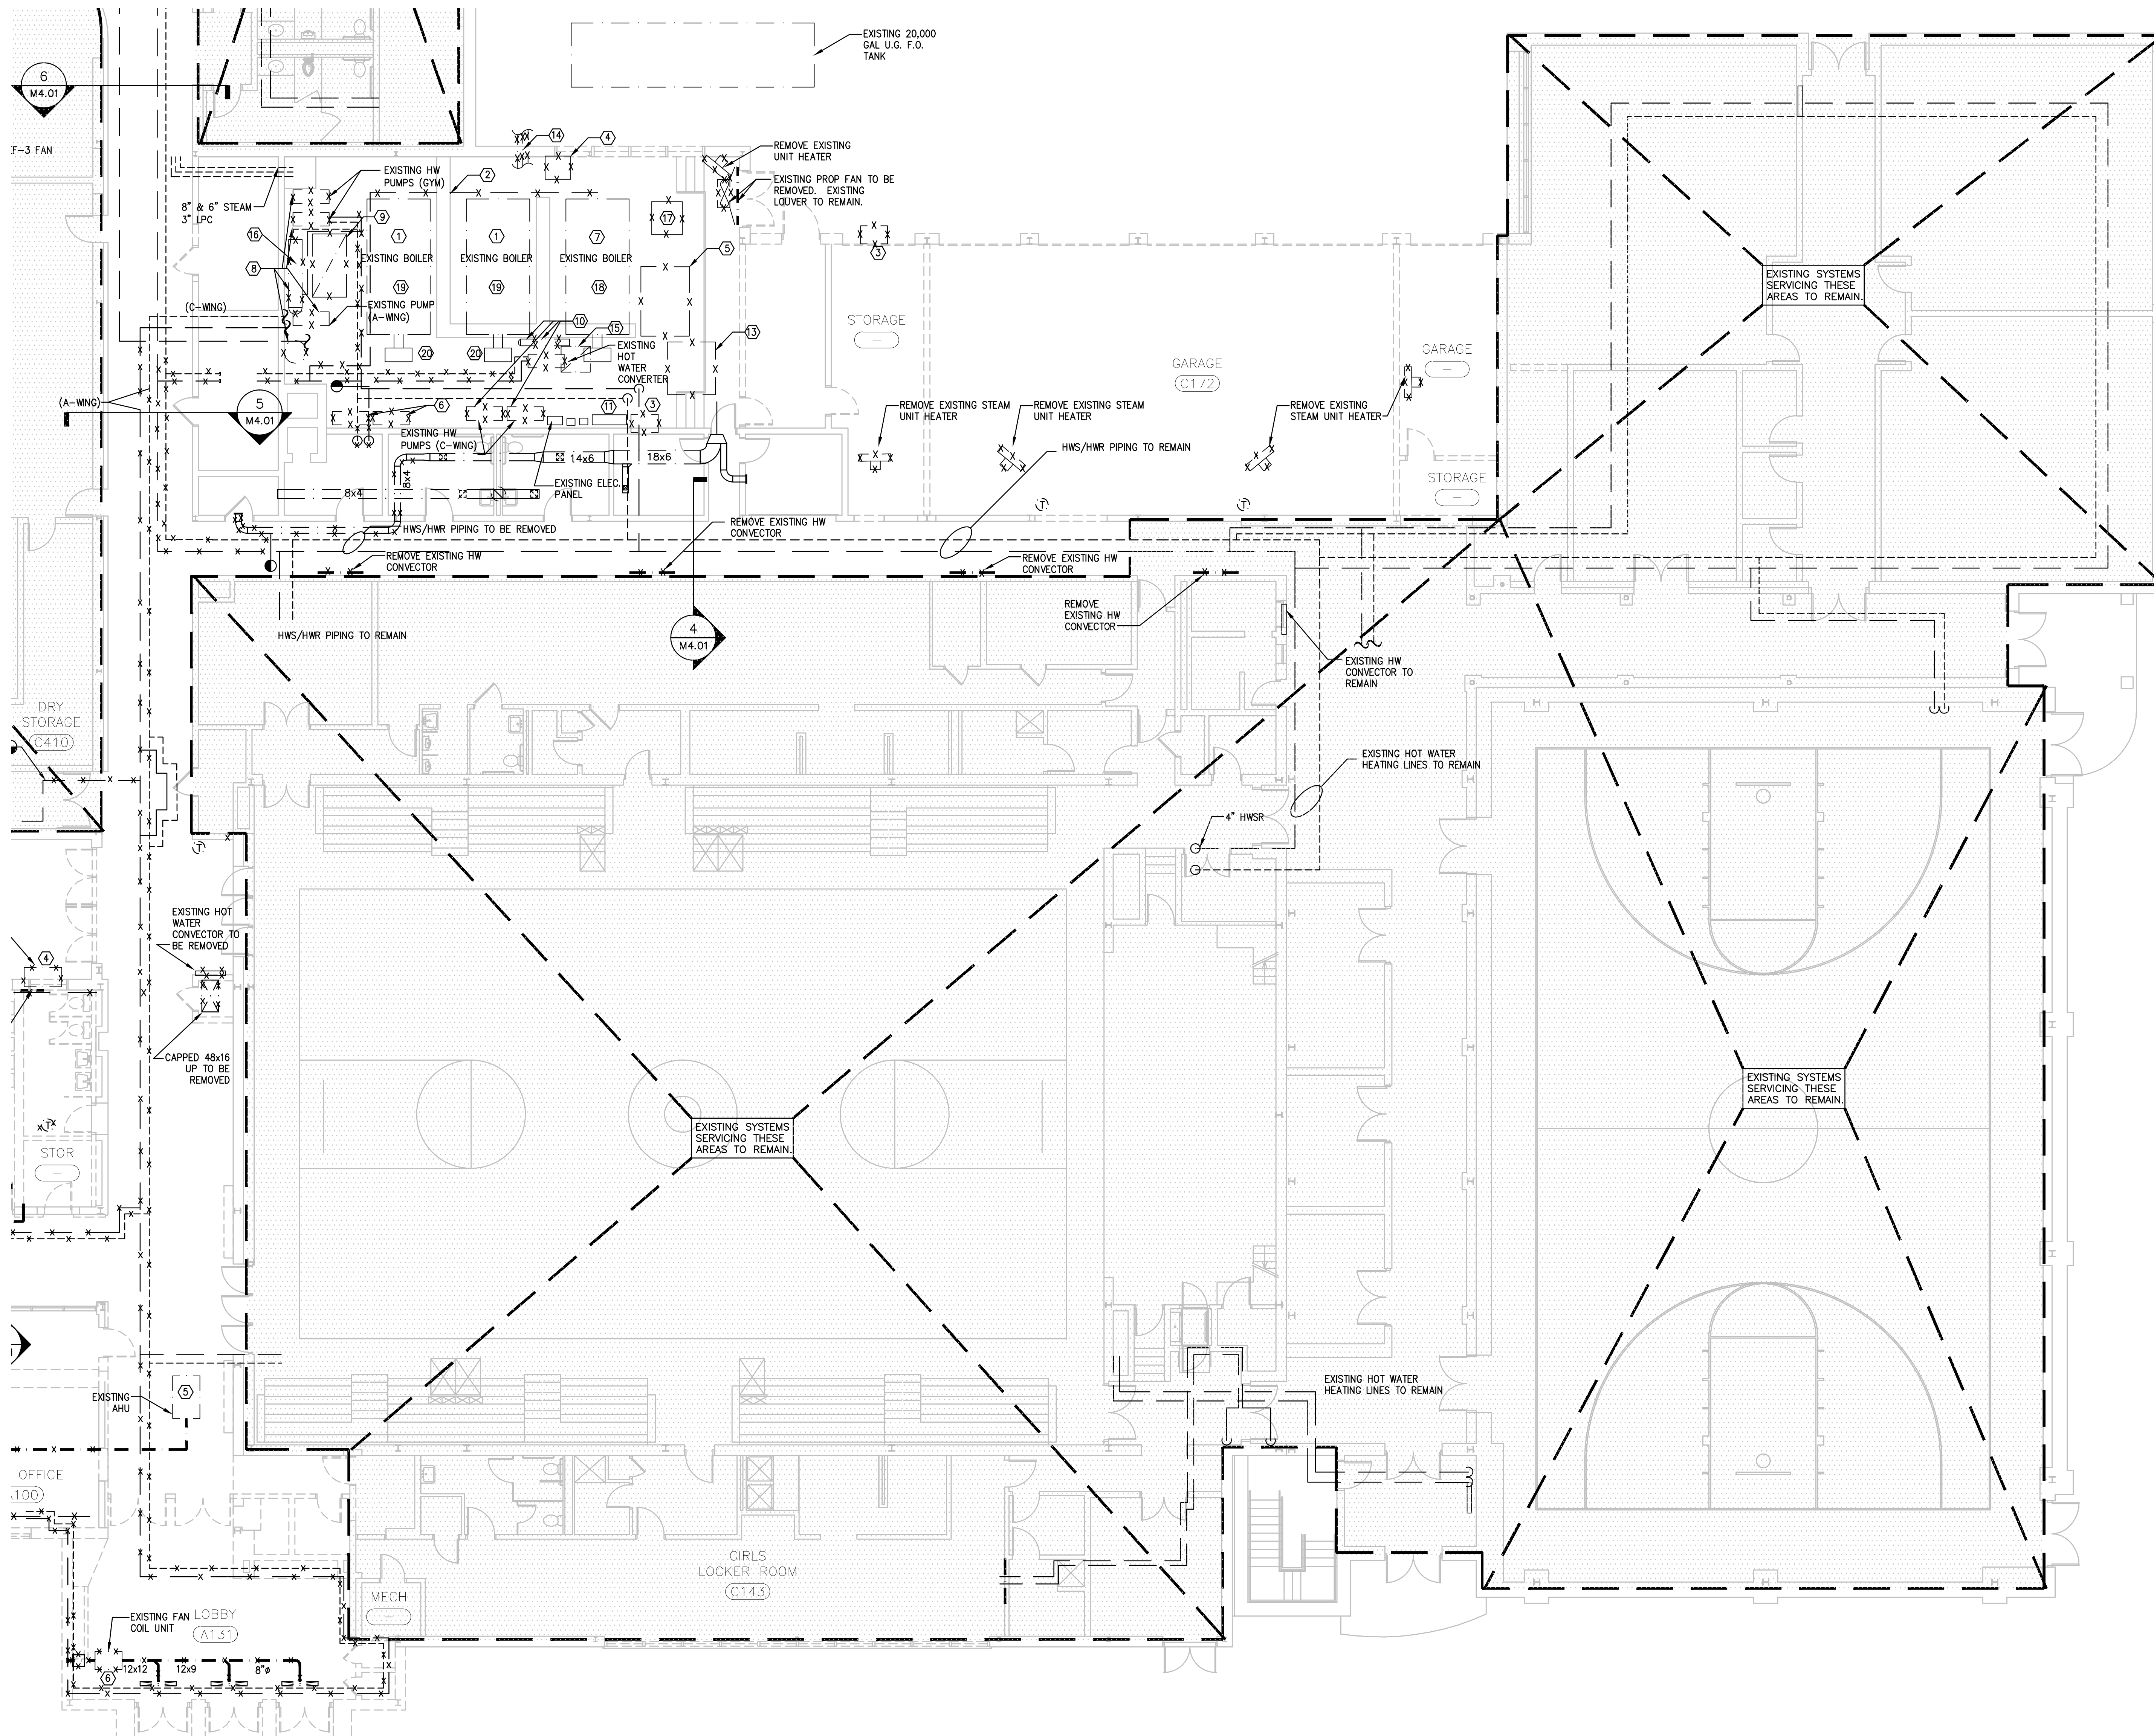 EXISTING 20,000
GAL U.G. F.O.
TANK
6
M4.01
F-3 FAN
14
4
REMOVE EXISTING
UNIT HEATER
EXISTING PROP FAN TO BE
REMOVED. EXISTING
LOUVER TO REMAIN.
EXISTING HW
PUMPS (GYM)
2
8" & 6" STEAM
3" LPC
9
16
8
1
EXISTING BOILER
19
1
EXISTING BOILER
19
7
EXISTING BOILER
18
17
5
3
13
(C-WING)
EXISTING PUMP
(A-WING)
10
15
EXISTING
HOT
WATER
CONVERTER
20
20
(A-WING)
5
M4.01
6
11
3
EXISTING HW
PUMPS (C-WING)
14x6
18x6
8x4
8x4
EXISTING ELEC.
PANEL
STORAGE
-
GARAGE
C172
GARAGE
-
STORAGE
-
REMOVE EXISTING STEAM
UNIT HEATER
REMOVE EXISTING STEAM
UNIT HEATER
REMOVE EXISTING
STEAM UNIT HEATER
HWS/HWR PIPING TO REMAIN
T
T
EXISTING SYSTEMS
SERVICING THESE
AREAS TO REMAIN.
HWS/HWR PIPING TO BE REMOVED
REMOVE EXISTING HW
CONVECTOR
REMOVE EXISTING HW
CONVECTOR
REMOVE EXISTING HW
CONVECTOR
REMOVE
EXISTING HW
CONVECTOR
HWS/HWR PIPING TO REMAIN
4
M4.01
EXISTING HW
CONVECTOR TO
REMAIN
DRY
STORAGE
C410
EXISTING HOT WATER
HEATING LINES TO REMAIN
4" HWSR
T
EXISTING HOT
WATER
CONVECTOR TO
BE REMOVED
4
CAPPED 48x16
UP TO BE
REMOVED
T
STOR
-
EXISTING SYSTEMS
SERVICING THESE
AREAS TO REMAIN.
EXISTING SYSTEMS
SERVICING THESE
AREAS TO REMAIN.
EXISTING
AHU
5
EXISTING HOT WATER
HEATING LINES TO REMAIN
OFFICE
A100
GIRLS
LOCKER ROOM
C143
MECH
-
EXISTING FAN
COIL UNIT
LOBBY
A131
6
12x12
12x9
8"ø